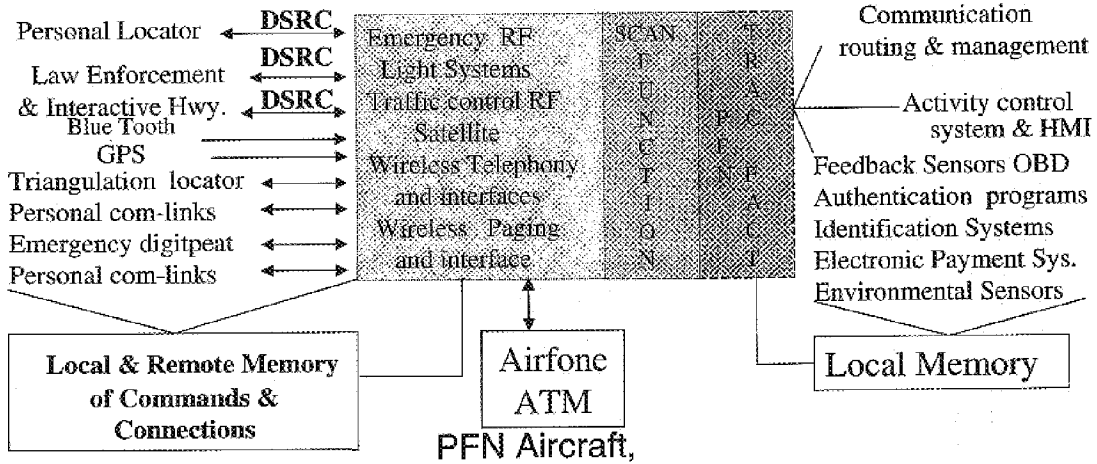 Personal Locator
DSRC
Law Enforcement
& Interactive Hwy.
DSRC
DSRC
Blue Tooth
GPS
Triangulation locator
Personal com-links
Emergency digitpeat
Personal com-links
Local & Remote Memory
of Commands &
Connections
Emergency RF
Light Systems
Traffic control RF
Satellite
Wireless Telephony
and interfaces
Wireless Paging
and interface
SCAN
FUNCTION
PFN
TRAC
Airfone
ATM
PFN Aircraft,
Communication
routing & management
Activity control
system & HMI
Feedback Sensors OBD
Authentication programs
Identification Systems
Electronic Payment Sys.
Environmental Sensors
Local Memory